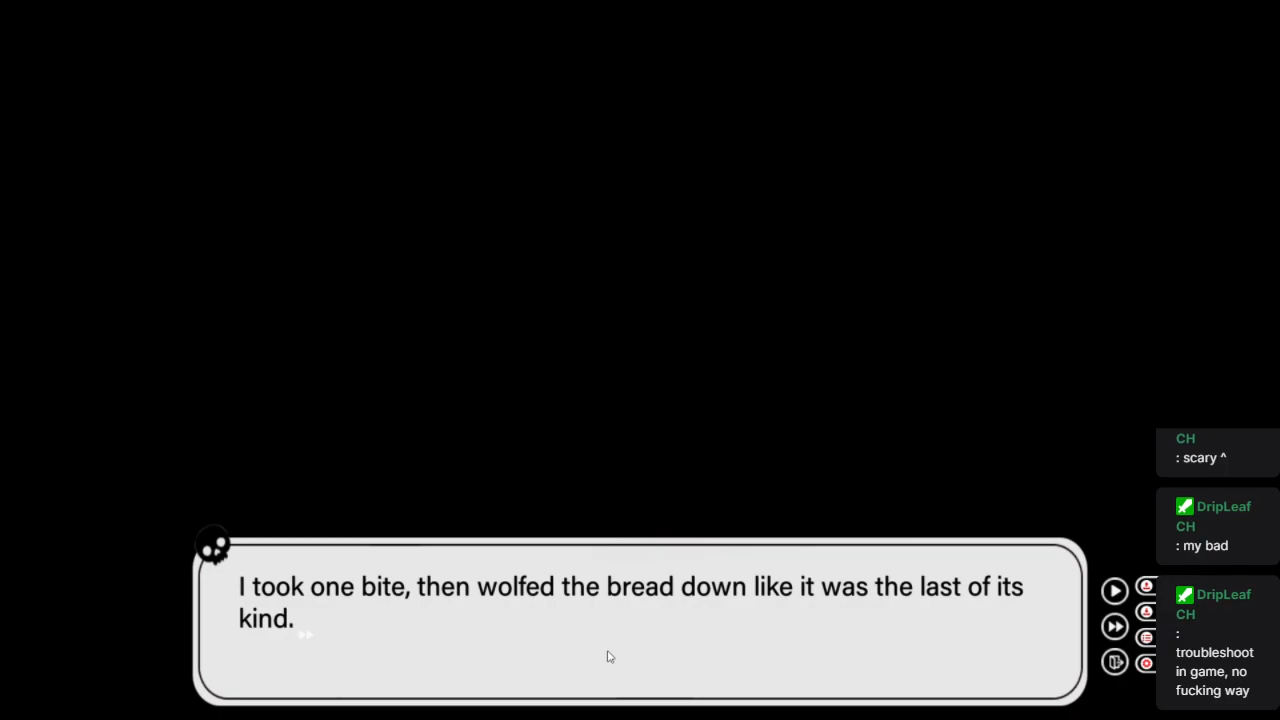 CH
: scary ^
DripLeaf
CH
: my bad
DripLeaf
CH
:
troubleshoot
in game, no
fucking way
I took one bite, then wolfed the bread down like it was the last of its
kind.